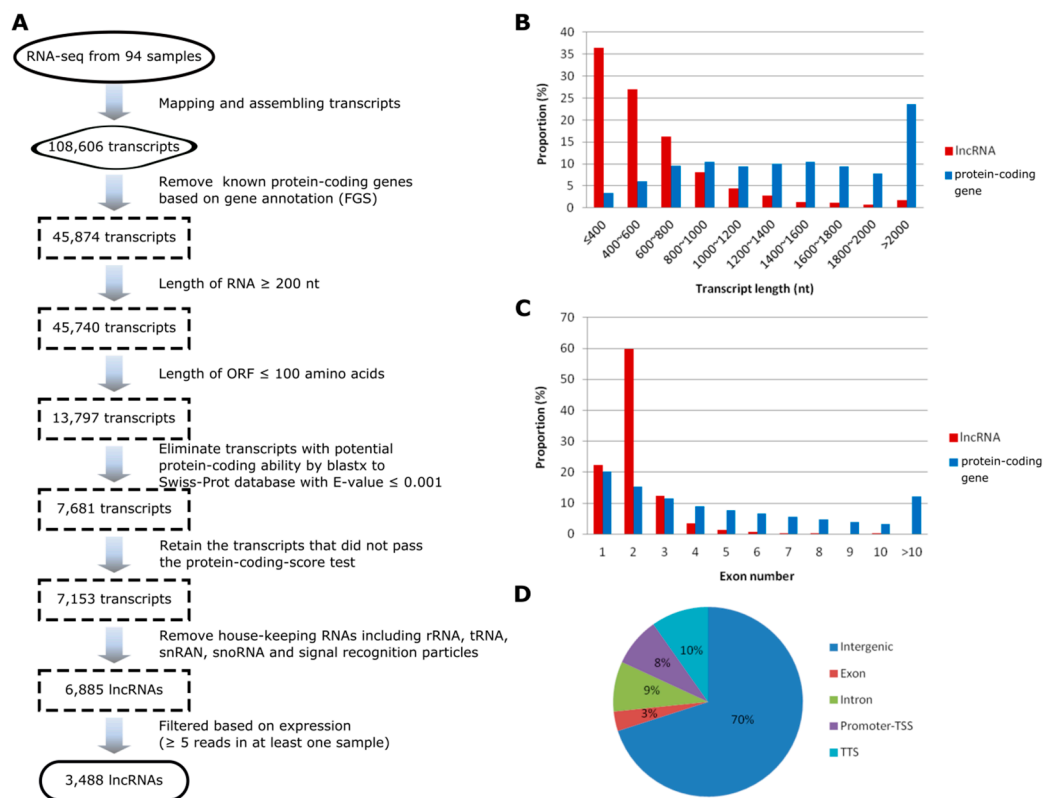 A
RNA-seq from 94 samples
Mapping and assembling transcripts
108,606 transcripts
Remove known protein-coding genes
based on gene annotation (FGS)
45,874 transcripts
Length of RNA ≥ 200 nt
45,740 transcripts
Length of ORF ≤ 100 amino acids
13,797 transcripts
Eliminate transcripts with potential
protein-coding ability by blastx to
Swiss-Prot database with E-value ≤ 0.001
7,681 transcripts
Retain the transcripts that did not pass
the protein-coding-score test
7,153 transcripts
Remove house-keeping RNAs including rRNA, tRNA,
snRAN, snoRNA and signal recognition particles
6,885 lncRNAs
Filtered based on expression
(≥ 5 reads in at least one sample)
3,488 lncRNAs
B
Proportion (%)
40
35
30
25
20
15
10
5
0
≤400
400~600
600~800
800~1000
1000~1200
1200~1400
1400~1600
1600~1800
1800~2000
>2000
Transcript length (nt)
lncRNA
protein-coding
gene
C
Proportion (%)
70
60
50
40
30
20
10
0
1 2 3 4 5 6 7 8 9 10 >10
Exon number
lncRNA
protein-coding
gene
D
10%
8%
9%
3%
70%
Intergenic
Exon
Intron
Promoter-TSS
TTS